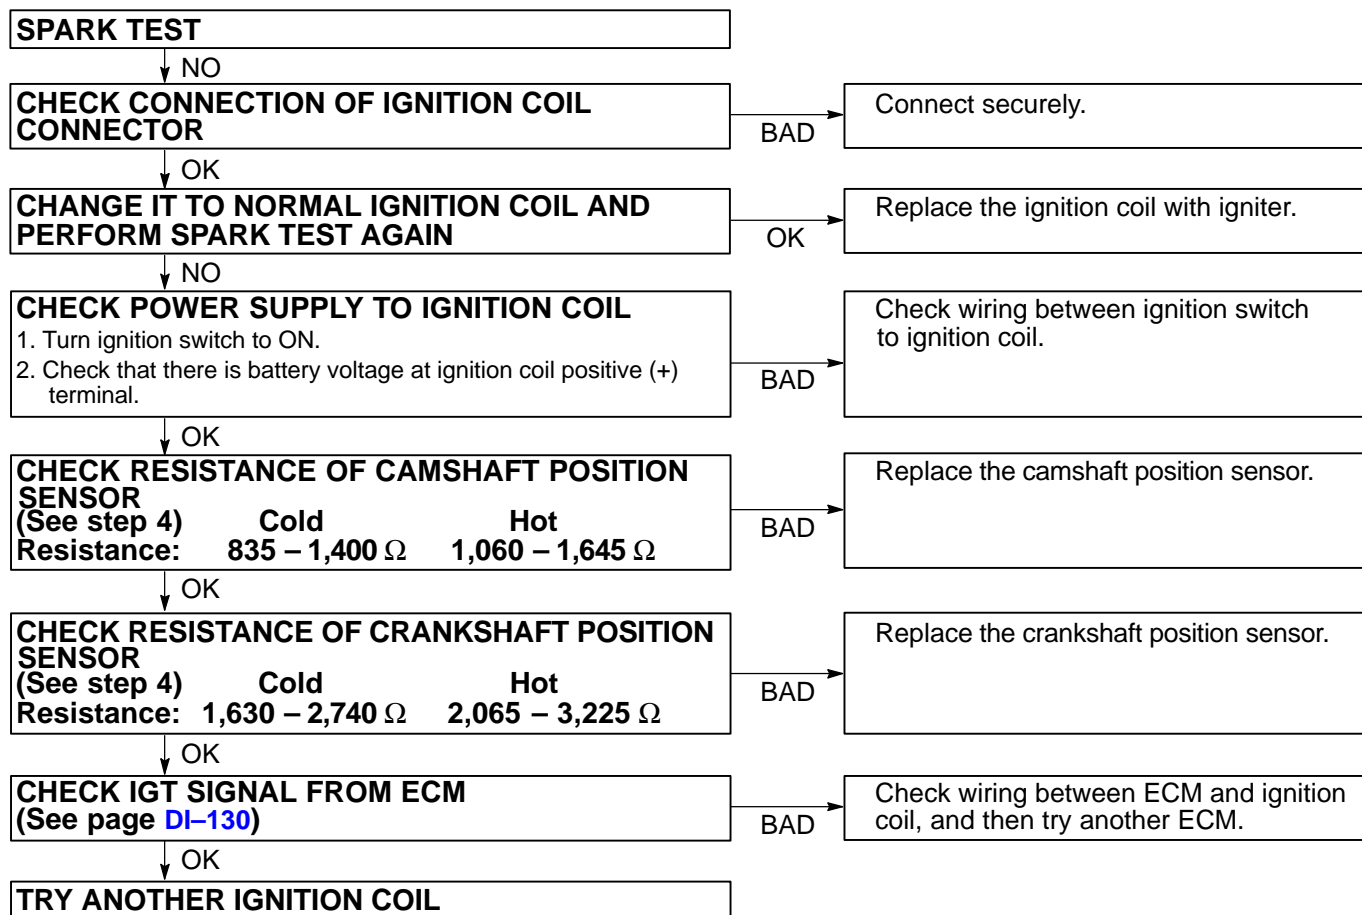 SPARK TEST
NO
CHECK CONNECTION OF IGNITION COIL
CONNECTOR
BAD
Connect securely.
OK
CHANGE IT TO NORMAL IGNITION COIL AND
PERFORM SPARK TEST AGAIN
OK
Replace the ignition coil with igniter.
NO
CHECK POWER SUPPLY TO IGNITION COIL
1. Turn ignition switch to ON.
2. Check that there is battery voltage at ignition coil positive (+)
terminal.
BAD
Check wiring between ignition switch
to ignition coil.
OK
CHECK RESISTANCE OF CAMSHAFT POSITION
SENSOR
(See step 4) Cold Hot
Resistance: 835 – 1,400 Ω 1,060 – 1,645 Ω
BAD
Replace the camshaft position sensor.
OK
CHECK RESISTANCE OF CRANKSHAFT POSITION
SENSOR
(See step 4) Cold Hot
Resistance: 1,630 – 2,740 Ω 2,065 – 3,225 Ω
BAD
Replace the crankshaft position sensor.
OK
CHECK IGT SIGNAL FROM ECM
(See page DI–130)
BAD
Check wiring between ECM and ignition
coil, and then try another ECM.
OK
TRY ANOTHER IGNITION COIL